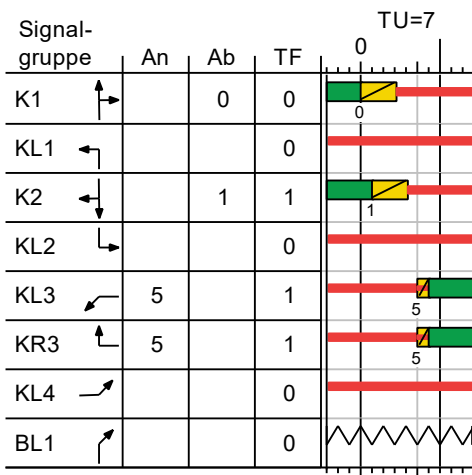 TU=7
Signal-
gruppe An Ab TF 0
K1 0 0 0
KL1 0
K2 1 1 1
KL2 0
KL3 5 1 5
KR3 5 1 5
KL4 0
BL1 0